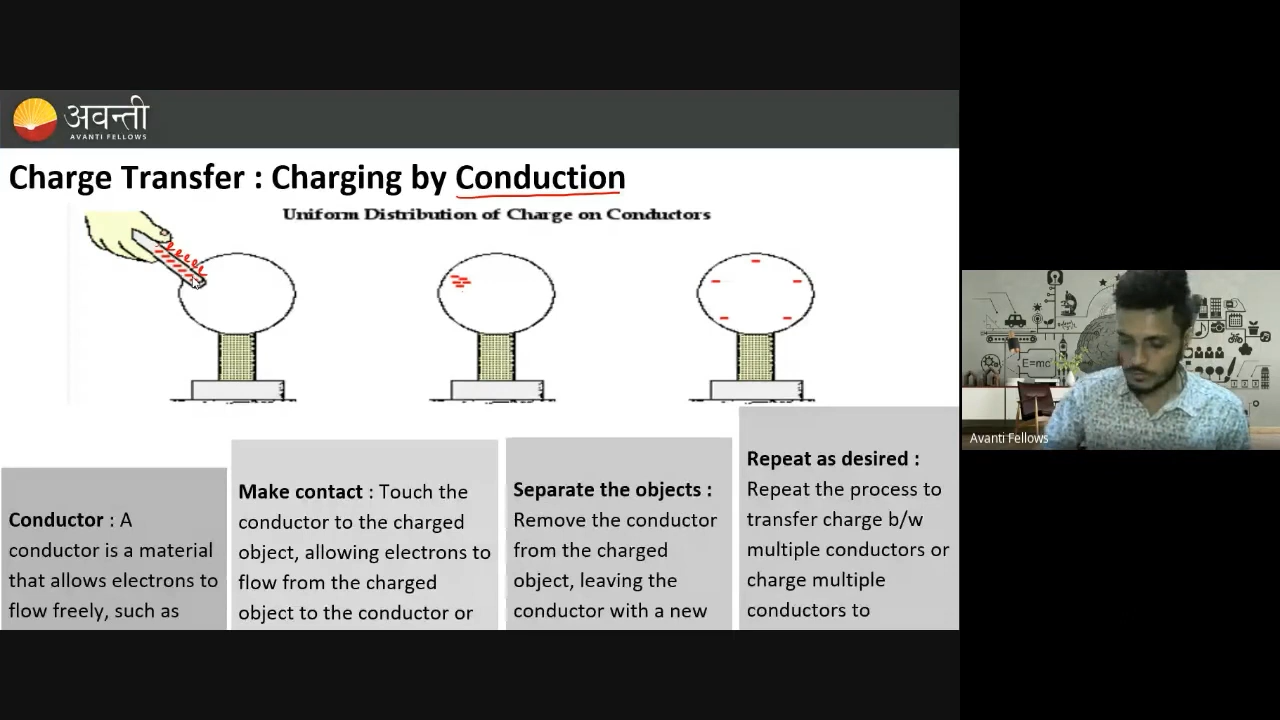 अवन्ती
AVANTI FELLOWS
Charge Transfer : Charging by Conduction
Uniform Distribution of Charge on Conductors
Conductor : A
conductor is a material
that allows electrons to
flow freely, such as
Make contact : Touch the
conductor to the charged
object, allowing electrons to
flow from the charged
object to the conductor or
Separate the objects :
Remove the conductor
from the charged
object, leaving the
conductor with a new
Repeat as desired :
Repeat the process to
transfer charge b/w
multiple conductors or
charge multiple
conductors to
E=mc
Avanti Fellows